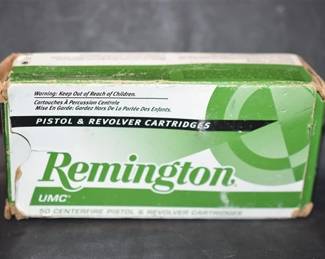 Warning: Keep Out of Reach of Children.
Cartouches À Percussion Centrale
Mise En Garde: Gardez Hors De La Portée Des Enfants.
PISTOL & REVOLVER CARTRIDGES
Remington®
UMC®
50 CENTERFIRE PISTOL & REVOLVER CARTRIDGES